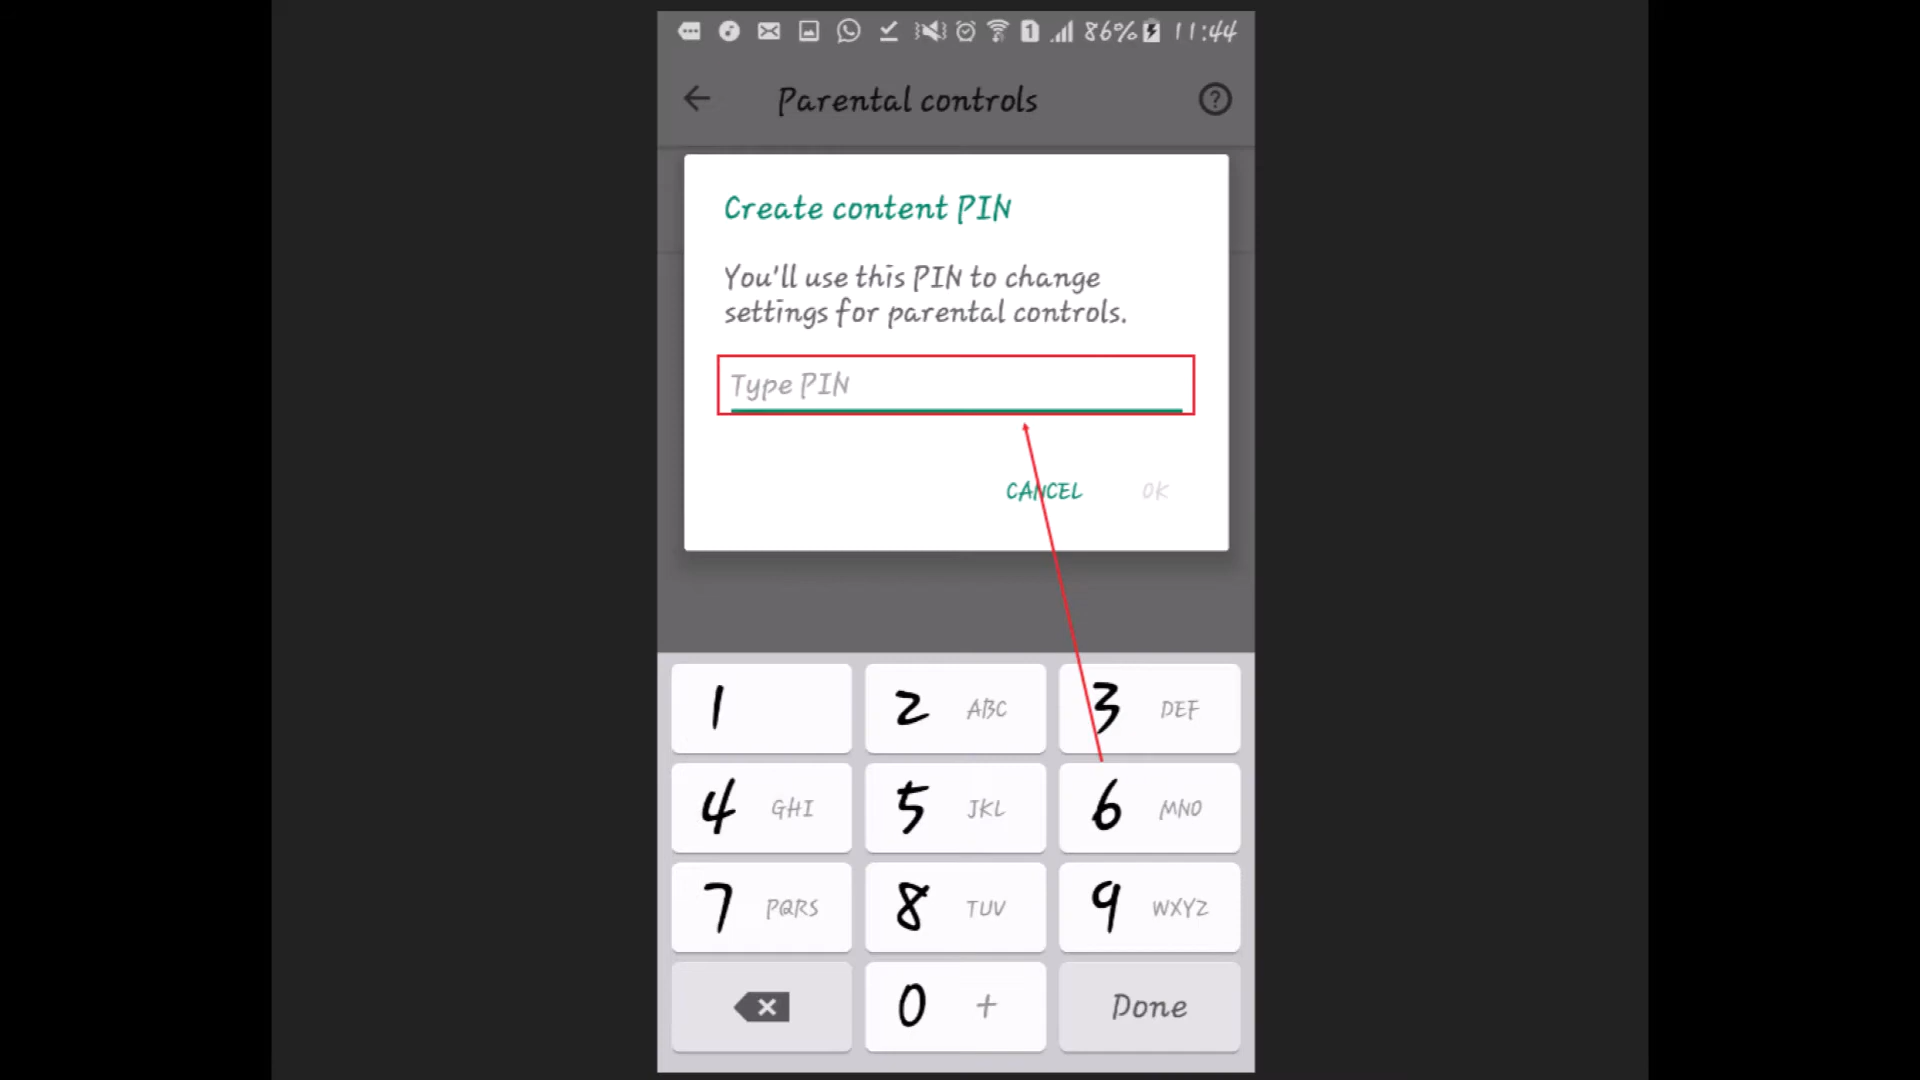 1 86% 11:44
Parental controls ?
Create content PIN
You'll use this PIN to change
settings for parental controls.
Type PIN
CANCEL OK
1 2 ABC 3 DEF
4 GHI 5 JKL 6 MNO
7 PQRS 8 TUV 9 WXYZ
0 + Done